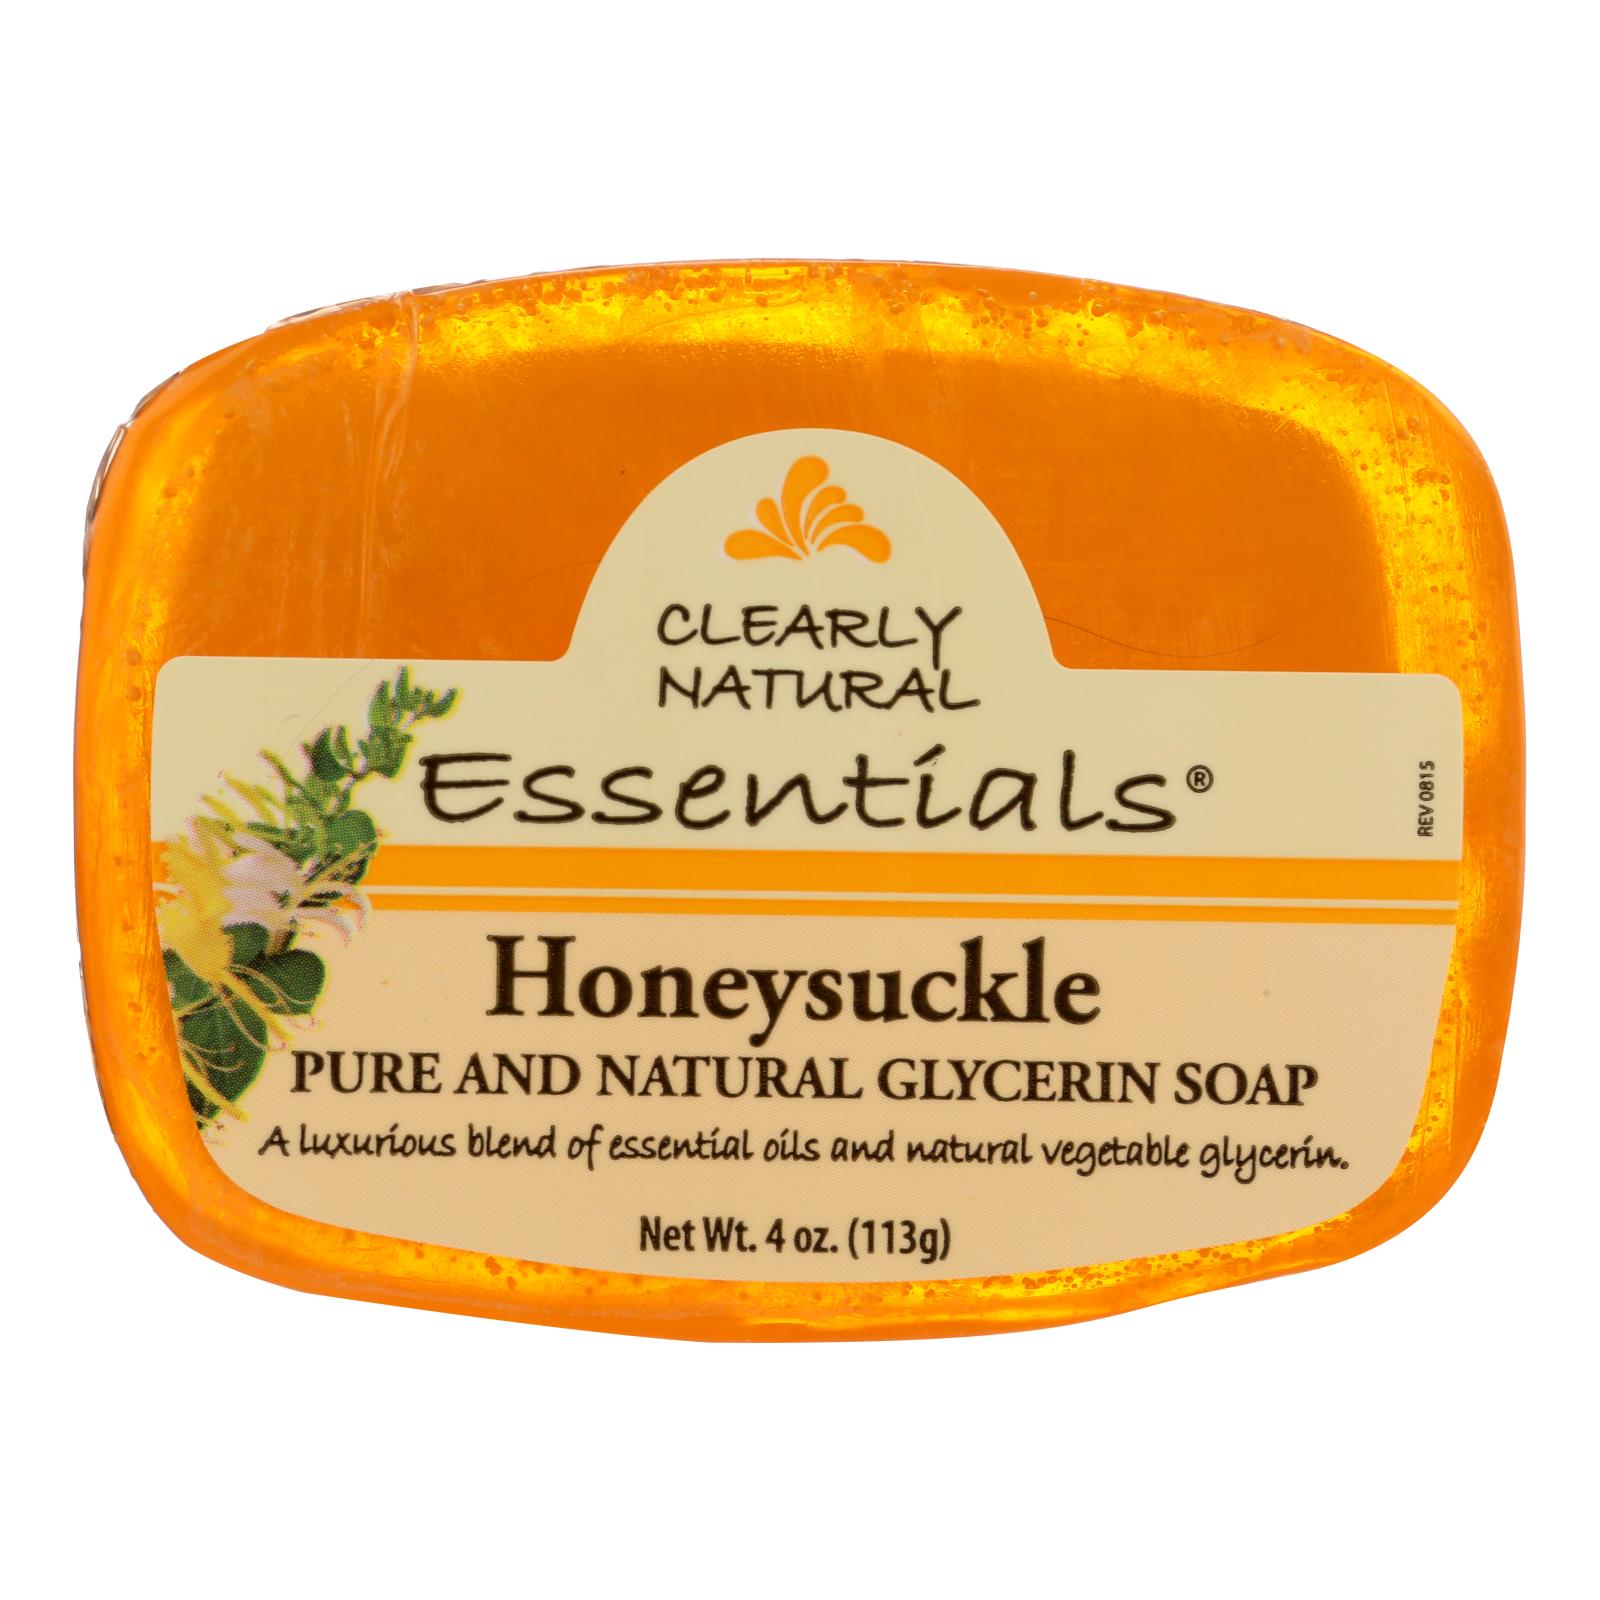 CLEARLY
NATURAL
Essentials®
REV 0815
Honeysuckle
PURE AND NATURAL GLYCERIN SOAP
A luxurious blend of essential oils and natural vegetable glycerin.
Net Wt. 4 oz. (113g)